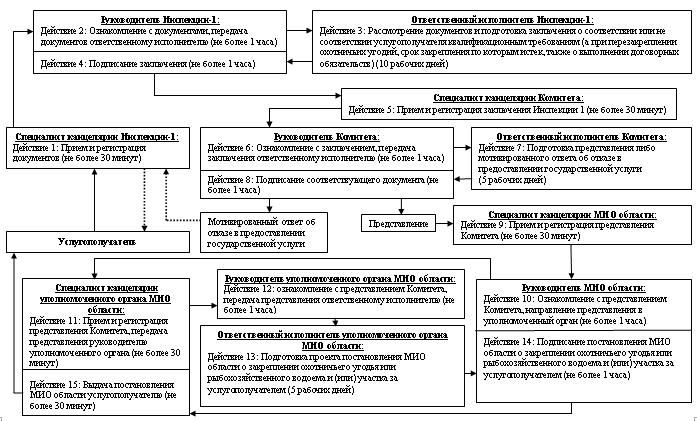 Руководитель Инспекции-1:
Действие 2: Ознакомление с документами, передача
документов ответственному исполнителю (не более 1 часа)
Действие 4: Подписание заключения (не более 1 часа)
Ответственный исполнитель Инспекции-1:
Действие 3: Рассмотрение документов и подготовка заключения о соответствии или не
соответствии услугополучателя квалификационным требованиям (а при перезакреплении
охотничьих угодий, срок закрепления по которым истек, также о выполнении договорных
обязательств) (10 рабочих дней)
Специалист канцелярии Комитета:
Действие 5: Прием и регистрация заключения Инспекции 1 (не более 30 минут)
Специалист канцелярии Инспекции-1:
Действие 1: Прием и регистрация
документов (не более 30 минут)
Руководитель Комитета:
Действие 6: Ознакомление с заключением, передача
заключения ответственному исполнителю (не более 1 часа)
Действие 8: Подписание соответствующего документа (не
более 1 часа)
Ответственный исполнитель Комитета:
Действие 7: Подготовка представления либо
мотивированного ответа об отказе в
предоставлении государственной услуги
(5 рабочих дней)
Мотивированный ответ об
отказе в предоставлении
государственной услуги
Представление
Специалист канцелярии МИО области:
Действие 9: Прием и регистрация представления
Комитета (не более 30 минут)
Услугополучатель
Специалист канцелярии
уполномоченного органа МИО
области:
Действие 11: Прием и регистрация
представления Комитета, передача
представления руководителю
уполномоченного органа (не более 30
минут)
Действие 15: Выдача постановления
МИО области услугополучателю (не
более 30 минут)
Руководитель уполномоченного органа МИО области:
Действие 12: ознакомление с представлением Комитета,
передача представления ответственному исполнителю (не
более 1 часа)
Ответственный исполнитель уполномоченного органа
МИО области:
Действие 13: Подготовка проекта постановления МИО
области о закреплении охотничьего угодья или
рыбохозяйственного водоема и (или) участка за
услугополучателем (5 рабочих дней)
Руководитель МИО области:
Действие 10: Ознакомление с представлением
Комитета, направление представления в
уполномоченный орган (не более 1 часа)
Действие 14: Подписание постановления МИО
области о закреплении охотничьего угодья или
рыбохозяйственного водоема и (или) участка за
услугополучателем (не более 1 часа)